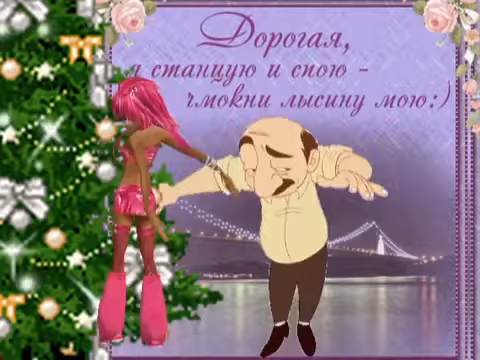 Дорогая,
я станцую и спою -
чмокни лысину мою:)